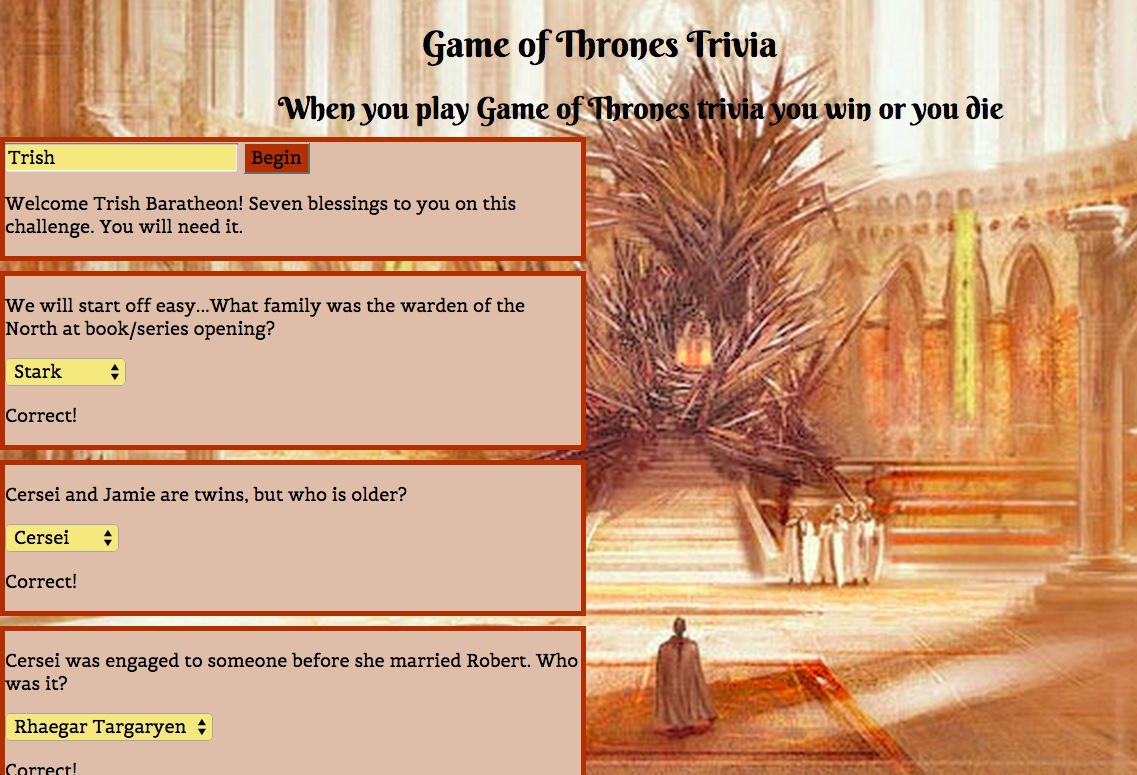 Game of Thrones Trivia
When you play Game of Thrones trivia you win or you die
Trish Begin
Welcome Trish Baratheon! Seven blessings to you on this
challenge. You will need it.
We will start off easy...What family was the warden of the
North at book/series opening?
Stark
Correct!
Cersei and Jamie are twins, but who is older?
Cersei
Correct!
Cersei was engaged to someone before she married Robert. Who
was it?
Rhaegar Targaryen
Correct!